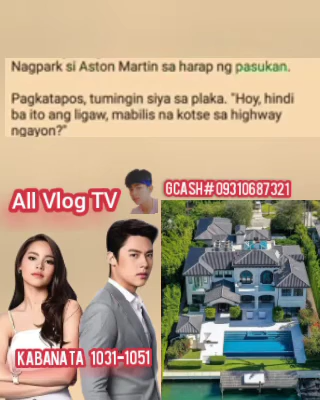 Nagpark si Aston Martin sa harap ng pasukan.
Pagkatapos, tumingin siya sa plaka. "Hoy, hindi
ba ito ang ligaw, mabilis na kotse sa highway
ngayon?"
All Vlog TV
GCASH#09310687321
KABANATA 1031-1051